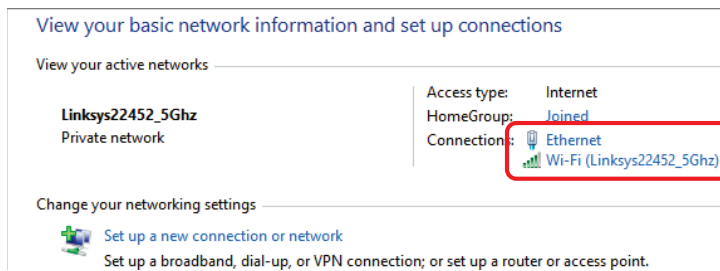 View your basic network information and set up connections
View your active networks
Access type: Internet
Linksys22452_5Ghz
HomeGroup: Joined
Private network
Connections: Ethernet
Wi-Fi (Linksys22452_5Ghz)
Change your networking settings
Set up a new connection or network
Set up a broadband, dial-up, or VPN connection; or set up a router or access point.